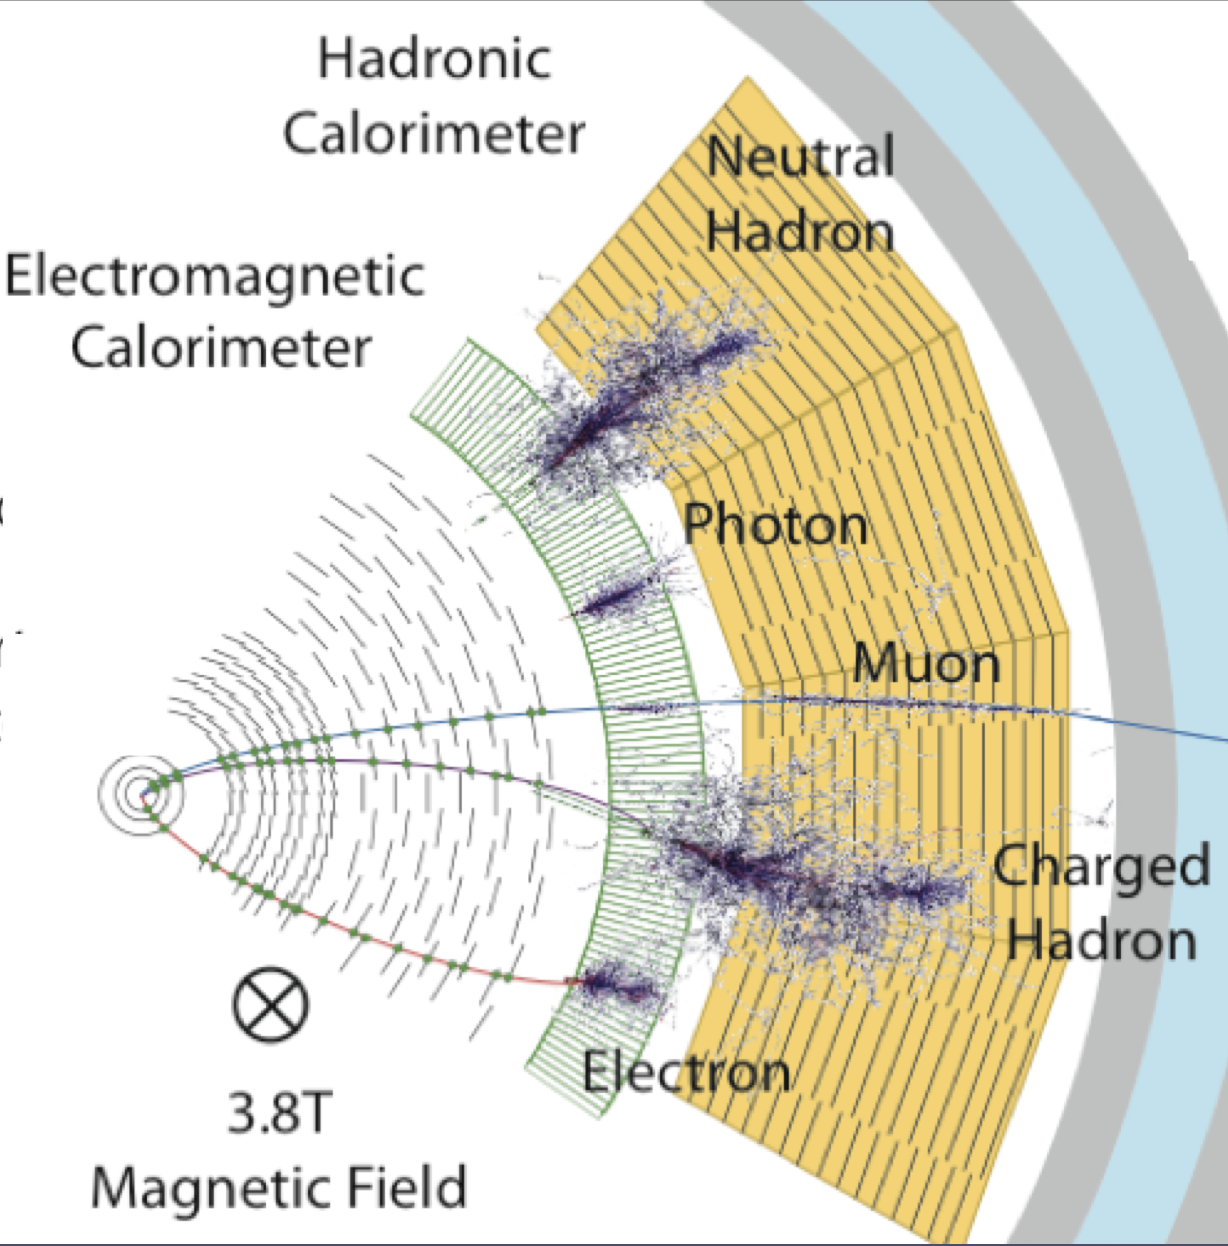 Hadronic
Calorimeter
Neutral
Hadron
Electromagnetic
Calorimeter
Photon
Muon
Charged
Hadron
Electron
3.8T
Magnetic Field